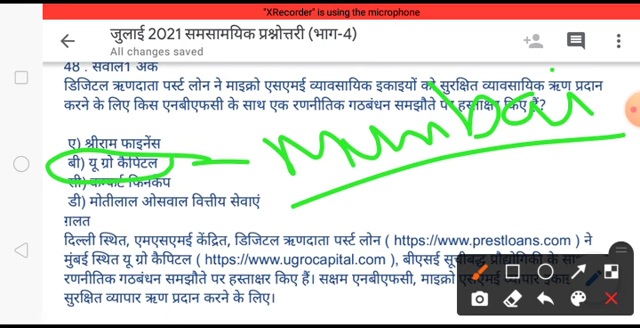 "XRecorder" is using the microphone
जुलाई 2021 समसामयिक प्रश्नोत्तरी (भाग-4)
All changes saved
48 . सवाल1 अंक
डिजिटल ऋणदाता पर्स्ट लोन ने माइक्रो एसएमई व्यावसायिक इकाइयों को सुरक्षित व्यावसायिक ऋण प्रदान
करने के लिए किस एनबीएफसी के साथ एक रणनीतिक गठबंधन समझौते पर हस्ताक्षर किए हैं?
ए) श्रीराम फाइनेंस
बी) यू ग्रो कैपिटल
mumbai
सी) कम्फर्ट फिनकैप
डी) मोतीलाल ओसवाल वित्तीय सेवाएं
ग़लत
दिल्ली स्थित, एमएसएमई केंद्रित, डिजिटल ऋणदाता पर्स्ट लोन ( https://www.prestloans.com ) ने
मुंबई स्थित यू ग्रो कैपिटल ( https://www.ugrocapital.com ), बीएसई सूचीबद्ध प्रौद्योगिकी के
रणनीतिक गठबंधन समझौते पर हस्ताक्षर किए हैं। सक्षम एनबीएफसी, माइक्रो एसएमई व्यापार
सुरक्षित व्यापार ऋण प्रदान करने के लिए।